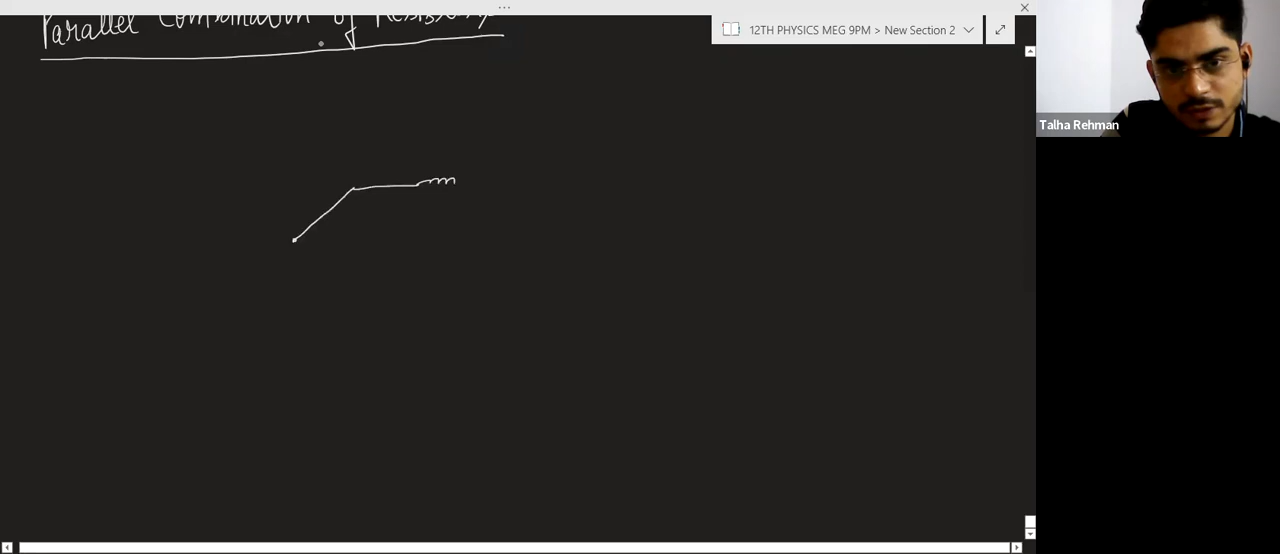 Parallel Combination of Resistors
12TH PHYSICS MEG 9PM > New Section 2
Talha Rehman